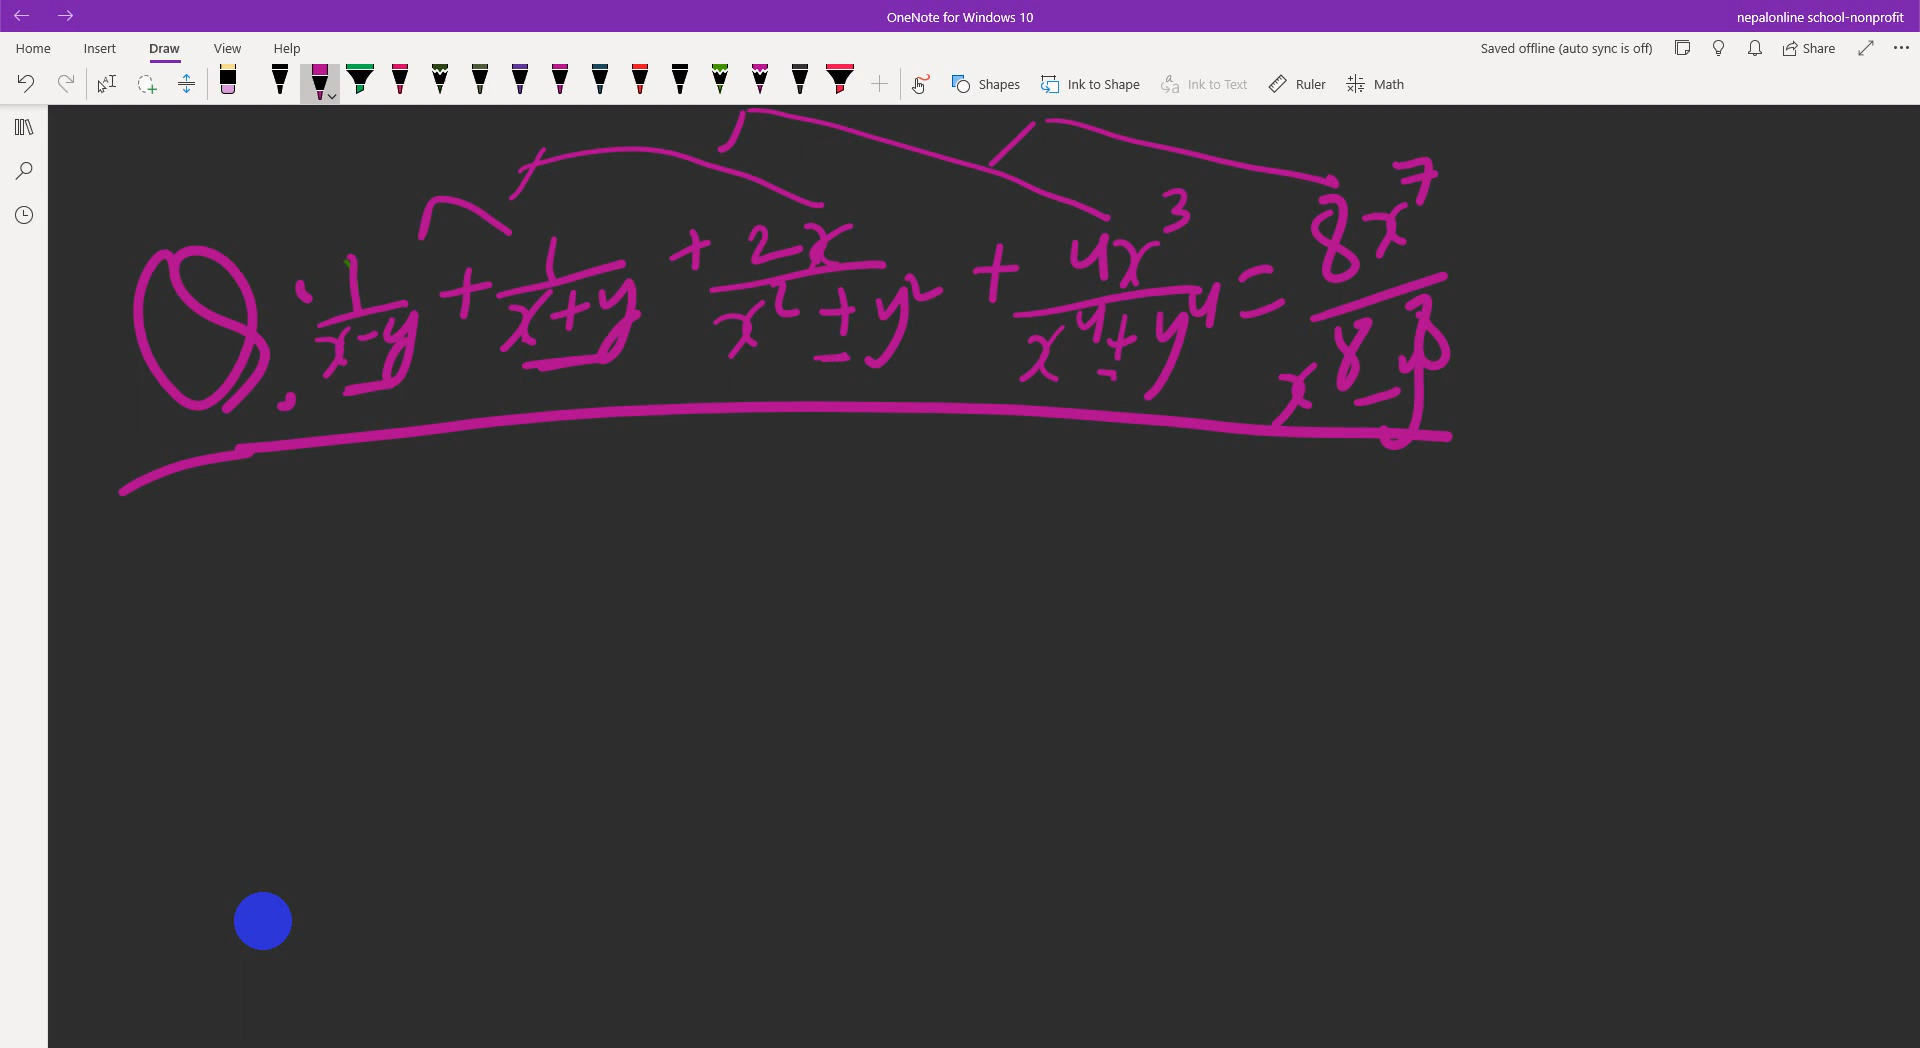 OneNote for Windows 10
nepalonline school-nonprofit
Home Insert Draw View Help
Saved offline (auto sync is off) Share
Shapes Ink to Shape Ink to Text Ruler Math
Q. : 1/(x-y) + 1/(x+y) + 2x/(x²+y²) + 4x³/(x⁴+y⁴) = 8x⁷/(x⁸-y⁸)